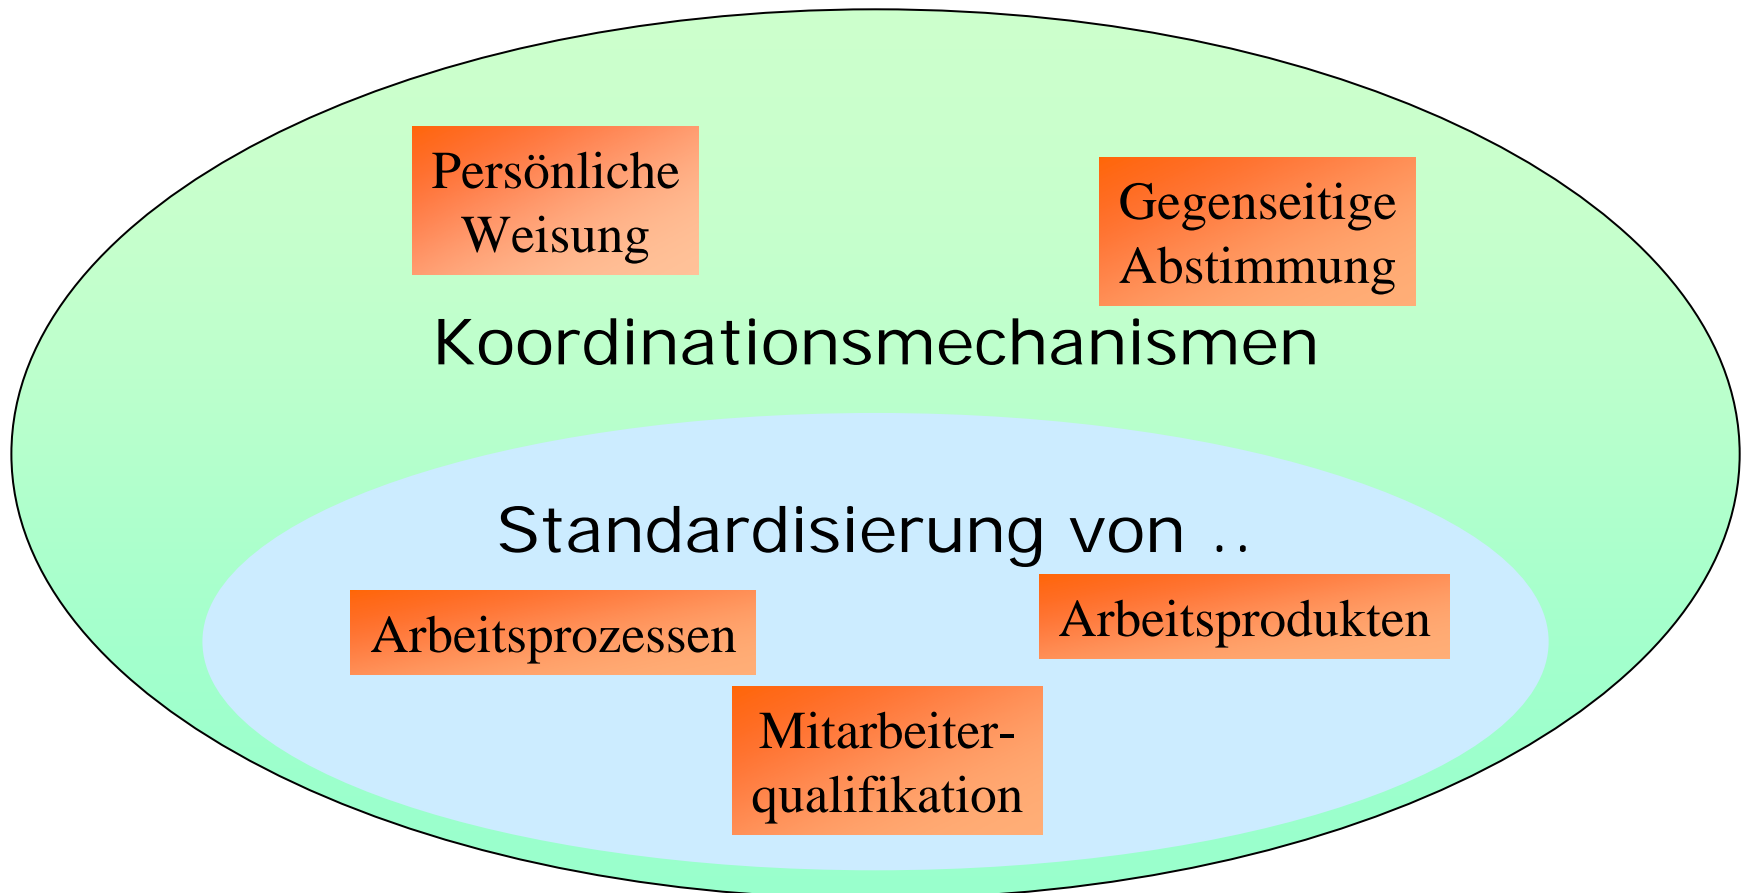 Persönliche
Weisung
Gegenseitige
Abstimmung
Koordinationsmechanismen
Standardisierung von ..
Arbeitsprozessen
Arbeitsprodukten
Mitarbeiter-
qualifikation